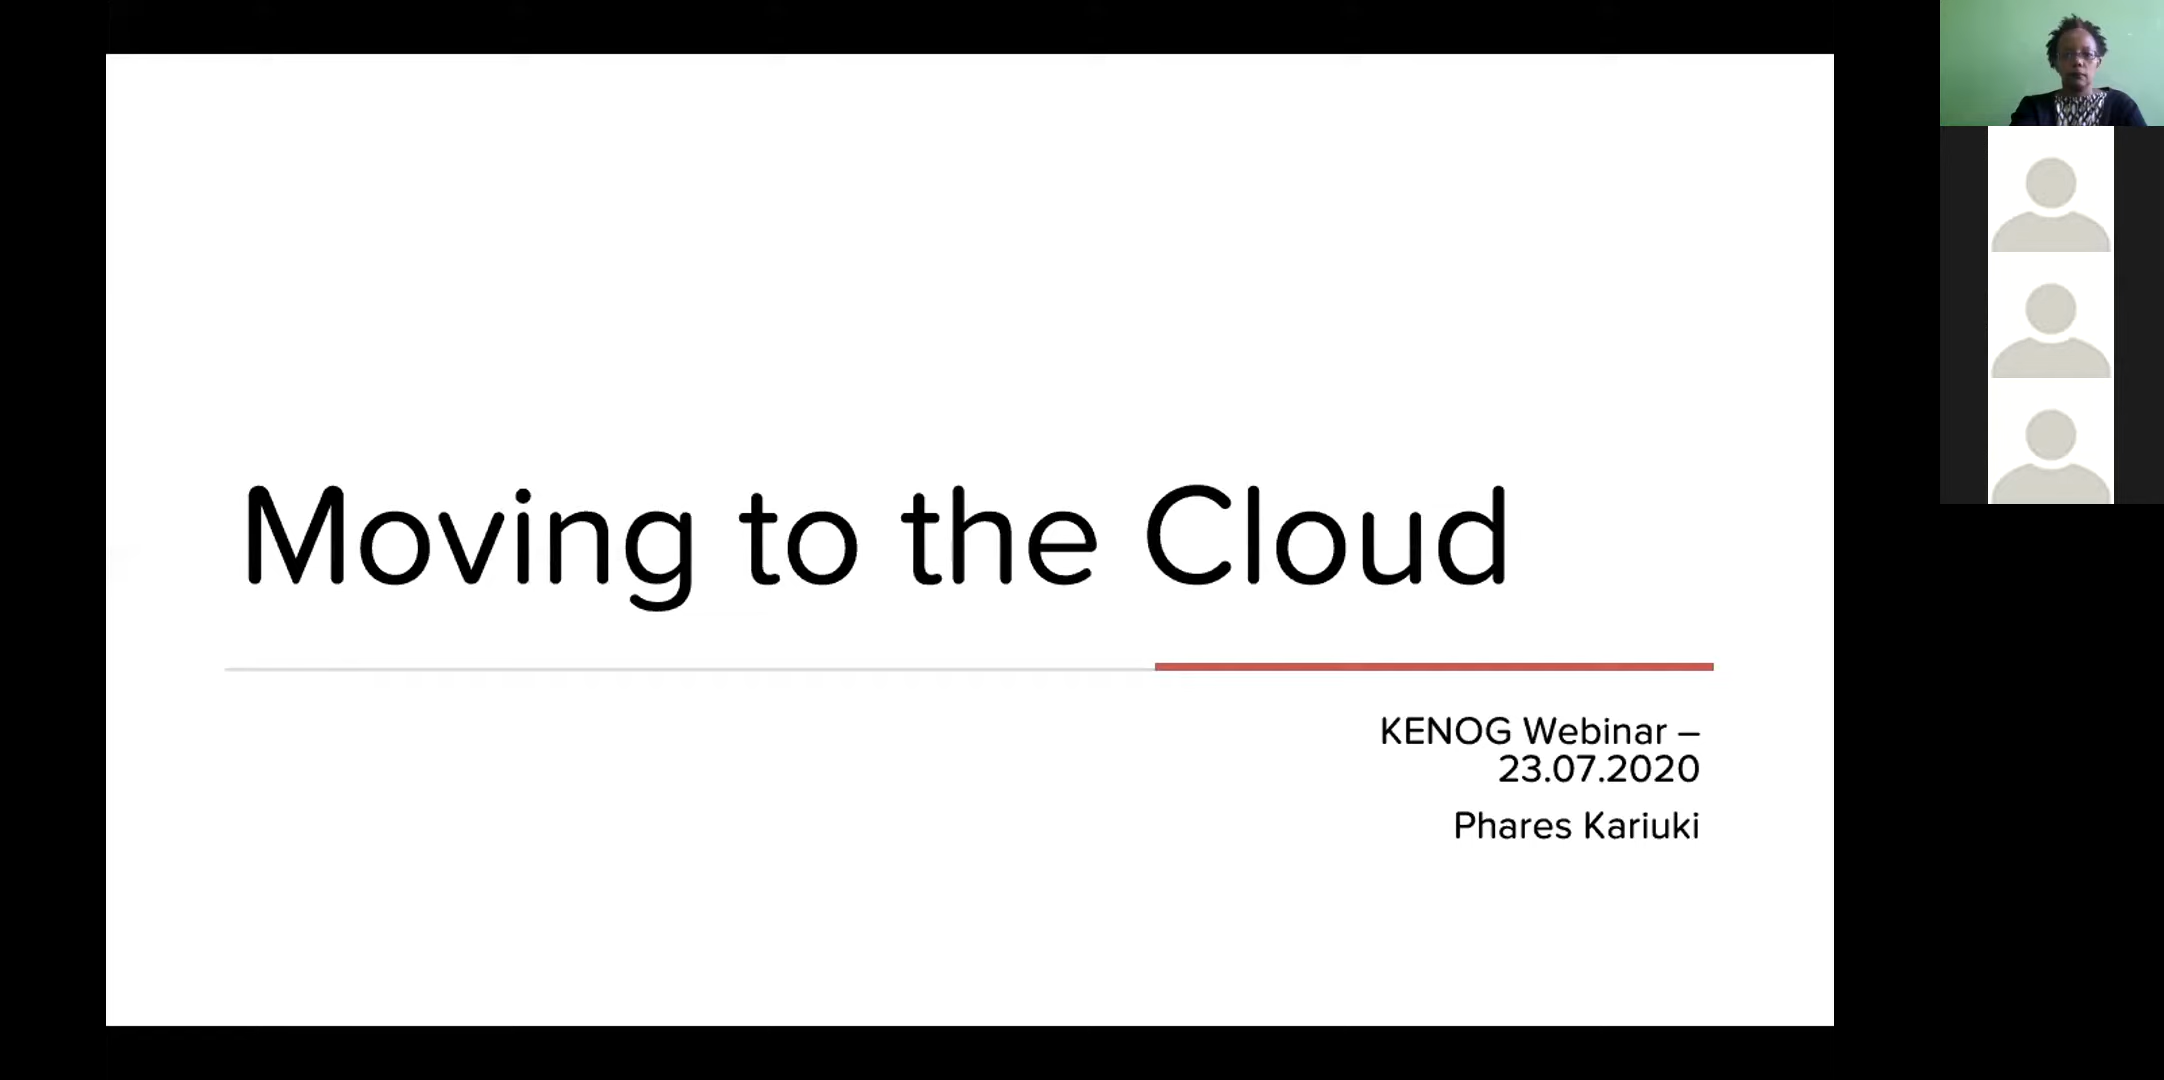 Moving to the Cloud
KENOG Webinar –
23.07.2020
Phares Kariuki